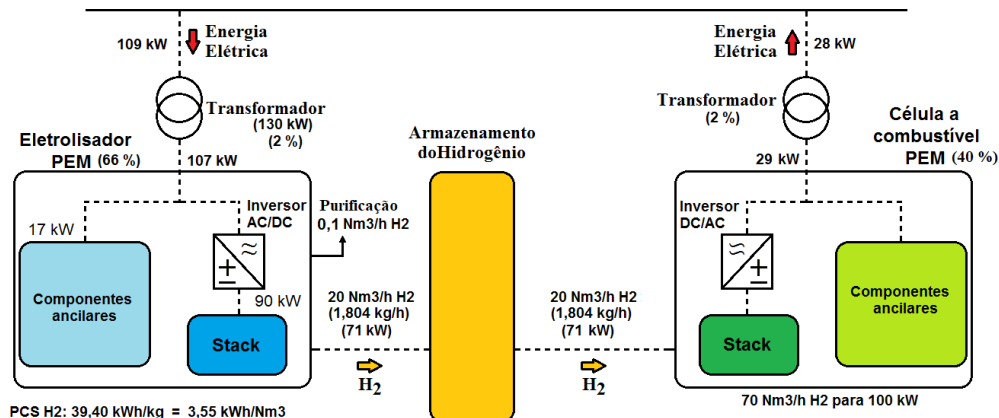 109 kW
Energia
Elétrica
Transformador
(130 kW)
(2 %)
Eletrolisador
PEM (66 %)
107 kW
17 kW
Inversor
AC/DC
Componentes
ancilares
90 kW
Stack
Purificação
0,1 Nm3/h H2
20 Nm3/h H2
(1,804 kg/h)
(71 kW)
H2
PCS H2: 39,40 kWh/kg = 3,55 kWh/Nm3
Armazenamento
doHidrogênio
20 Nm3/h H2
(1,804 kg/h)
(71 kW)
H2
Energia
Elétrica
28 kW
Transformador
(2 %)
Célula a
combustível
PEM (40 %)
29 kW
Inversor
DC/AC
Stack
Componentes
ancilares
70 Nm3/h H2 para 100 kW